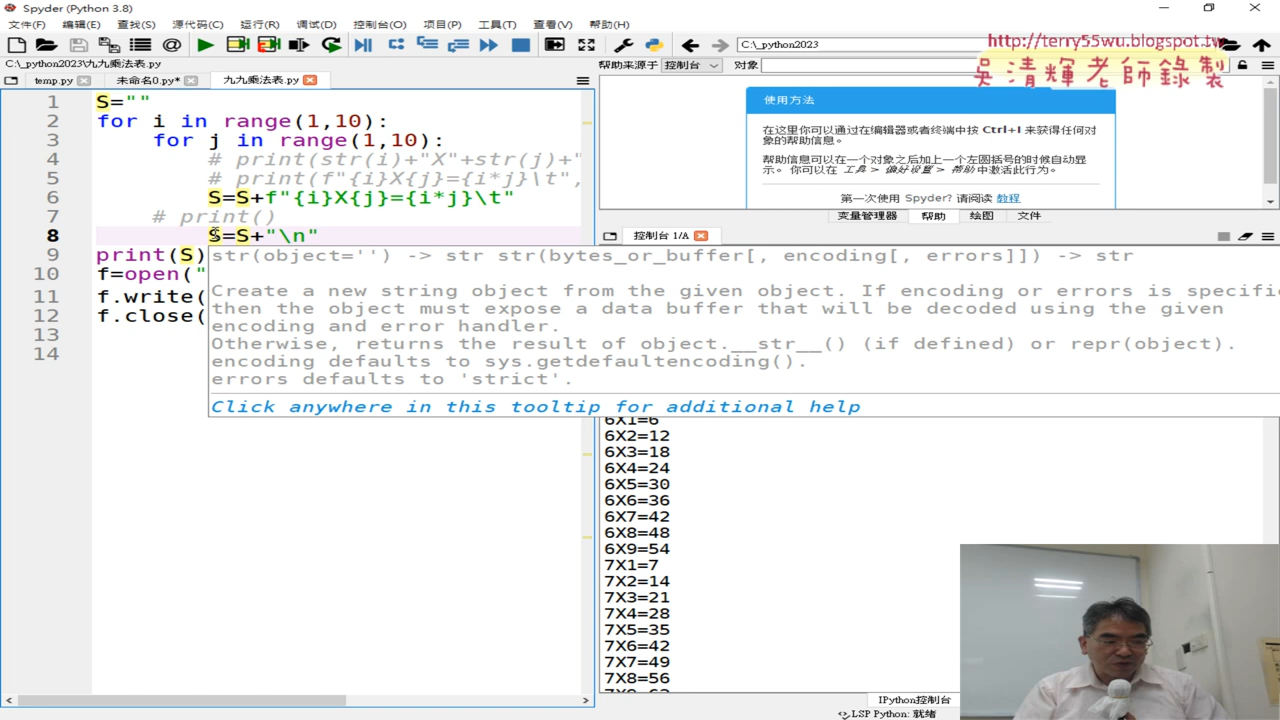 Spyder (Python 3.8)
文件(F) 编辑(E) 查找(S) 源代码(C) 运行(R) 调试(D) 控制台(O) 项目(P) 工具(T) 查看(V) 帮助(H)
C:\_python2023
http://terry55wu.blogspot.tw
吳清輝老師錄製
C:\_python2023\九九乘法表.py
temp.py 未命名0.py* 九九乘法表.py
帮助来源于 控制台 对象
1 S=""
2 for i in range(1,10):
3 for j in range(1,10):
4 # print(str(i)+"X"+str(j)+"
5 # print(f"{i}X{j}={i*j}\t",
6 S=S+f"{i}X{j}={i*j}\t"
7 # print()
8 S=S+"\n"
9 print(S)
10 f=open("
11 f.write(
12 f.close(
13
14
str(object='') -> str str(bytes_or_buffer[, encoding[, errors]]) -> str
Create a new string object from the given object. If encoding or errors is specifi
then the object must expose a data buffer that will be decoded using the given
encoding and error handler.
Otherwise, returns the result of object.__str__() (if defined) or repr(object).
encoding defaults to sys.getdefaultencoding().
errors defaults to 'strict'.
Click anywhere in this tooltip for additional help
使用方法
在这里你可以通过在编辑器或者终端中按 Ctrl+I 来获得任何对
象的帮助信息。
帮助信息可以在一个对象之后加上一个左圆括号的时候自动显
示。 你可以在 工具 > 偏好设置 > 帮助 中激活此行为。
第一次使用 Spyder? 请阅读 教程
变量管理器 帮助 绘图 文件
控制台 1/A
6X1=6
6X2=12
6X3=18
6X4=24
6X5=30
6X6=36
6X7=42
6X8=48
6X9=54
7X1=7
7X2=14
7X3=21
7X4=28
7X5=35
7X6=42
7X7=49
7X8=56
7X9=63
IPython控制台
LSP Python: 就绪